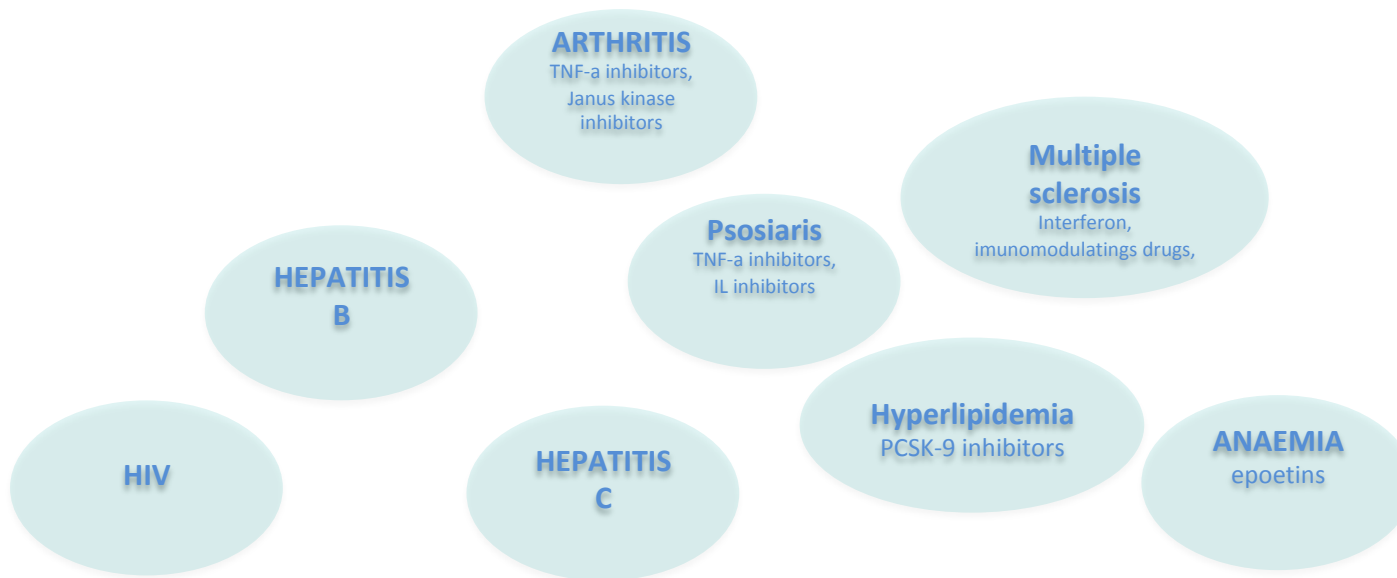 ARTHRITIS
TNF-a inhibitors,
Janus kinase
inhibitors
Multiple
sclerosis
Interferon,
imunomodulatings drugs,
Psosiaris
TNF-a inhibitors,
IL inhibitors
HEPATITIS
B
Hyperlipidemia
PCSK-9 inhibitors
ANAEMIA
epoetins
HIV
HEPATITIS
C